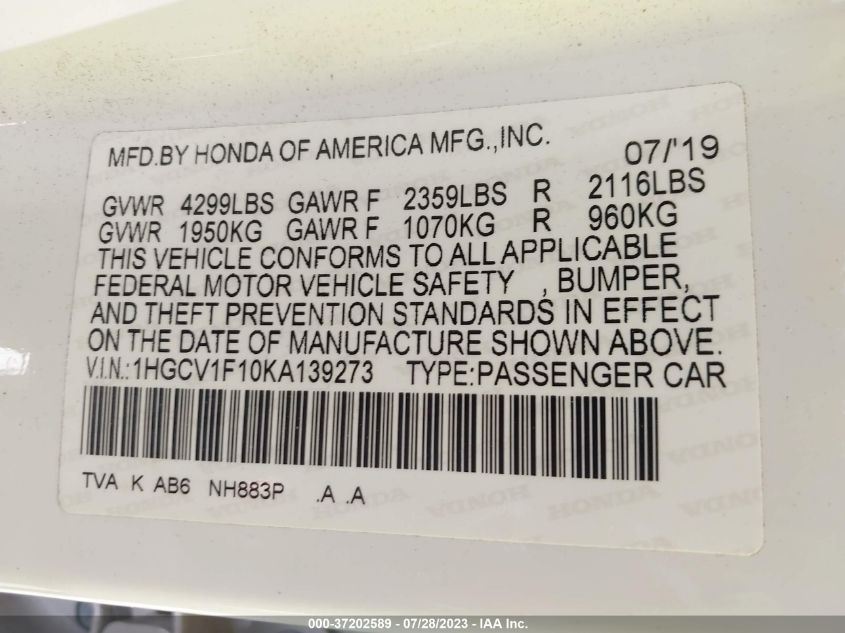 MFD.BY HONDA OF AMERICA MFG.,INC. 07/'19
GVWR 4299LBS GAWR F 2359LBS R 2116LBS
GVWR 1950KG GAWR F 1070KG R 960KG
THIS VEHICLE CONFORMS TO ALL APPLICABLE
FEDERAL MOTOR VEHICLE SAFETY , BUMPER,
AND THEFT PREVENTION STANDARDS IN EFFECT
ON THE DATE OF MANUFACTURE SHOWN ABOVE.
V.I.N.:1HGCV1F10KA139273 TYPE:PASSENGER CAR
TVA K AB6 NH883P .A .A
HONDA HONDA HONDA
000-37202589 - 07/28/2023 - IAA Inc.